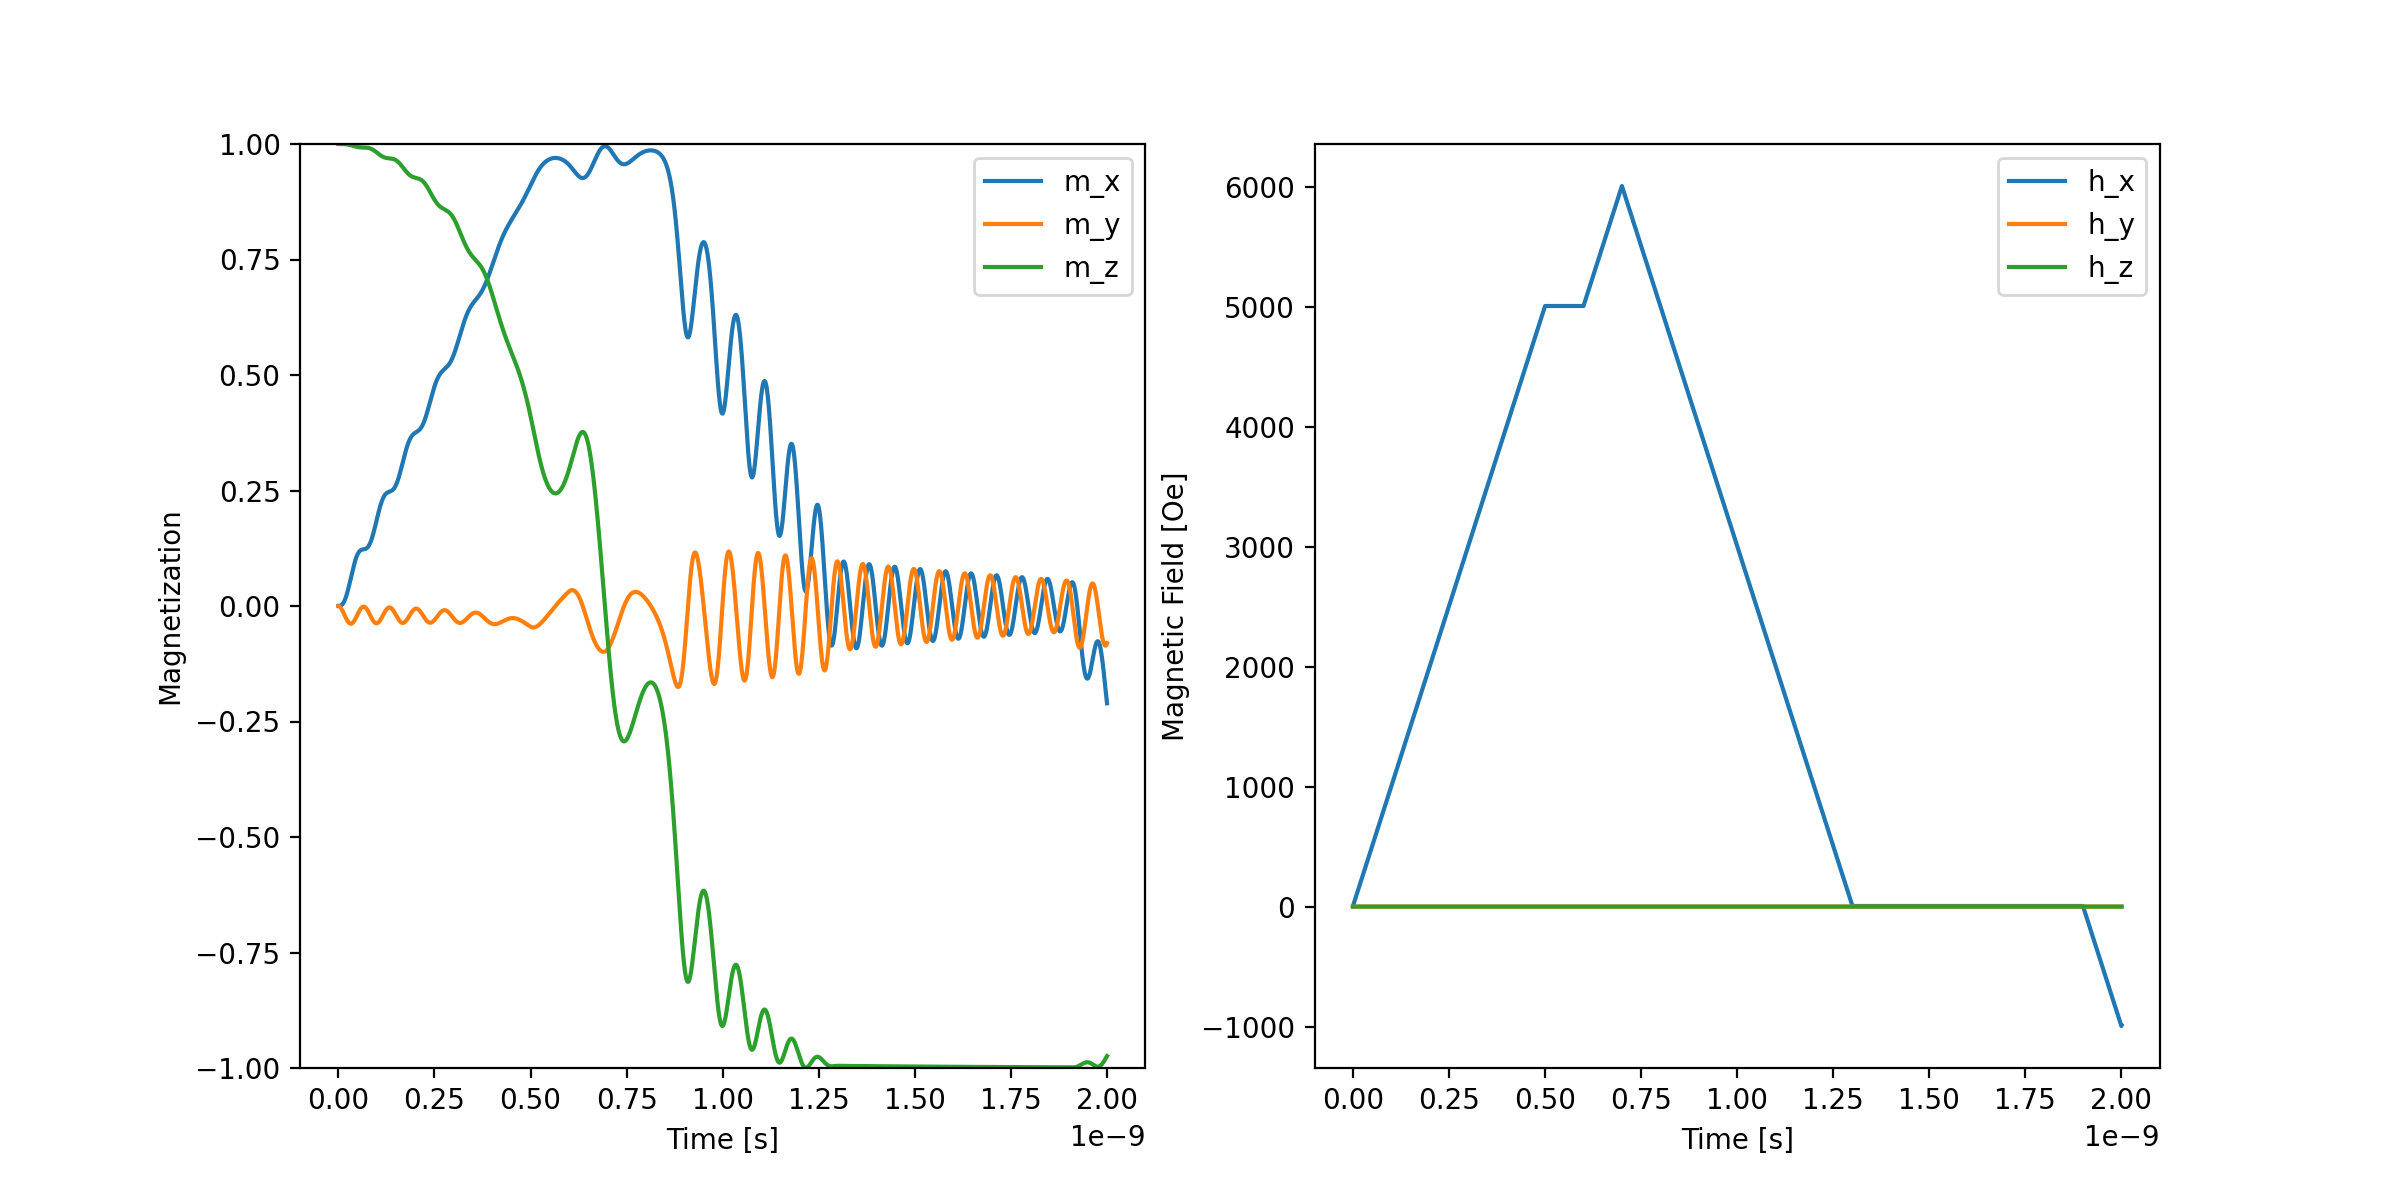 1.00
0.75
0.50
0.25
0.00
−0.25
−0.50
−0.75
−1.00
Magnetization
0.00 0.25 0.50 0.75 1.00 1.25 1.50 1.75 2.00
Time [s]
1e−9
m_x
m_y
m_z
6000
5000
4000
3000
2000
1000
0
−1000
Magnetic Field [Oe]
0.00 0.25 0.50 0.75 1.00 1.25 1.50 1.75 2.00
Time [s]
1e−9
h_x
h_y
h_z